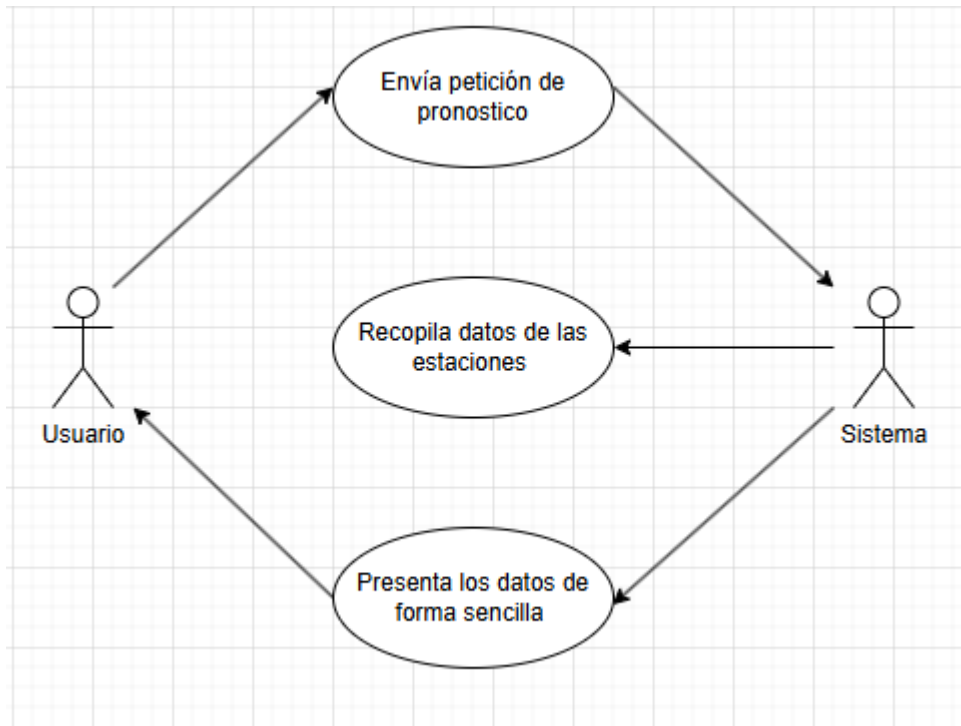 Envía petición de
pronostico
Recopila datos de las
estaciones
Usuario
Sistema
Presenta los datos de
forma sencilla